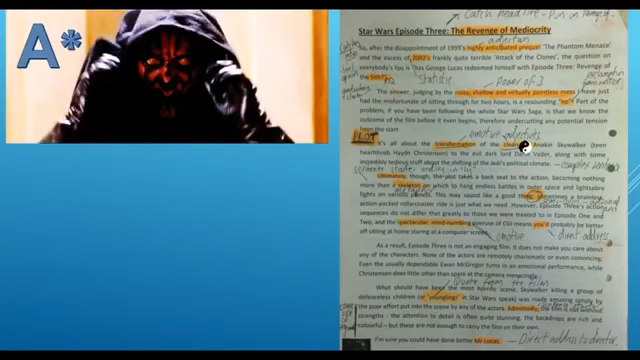 A*
catch headline - Pun on
Star Wars Episode Three: The Revenge of Mediocrity
adjectives
So, after the disappointment of 1999's highly anticipated prequel 'The Phantom Menace'
and the excess of 2002's frankly quite terrible 'Attack of the Clones', the question on
everybody's lips is 'has George Lucas redeemed himself with Episode Three: Revenge of
the Sith?' RQ statistic Power of 3
The answer, judging by the noisy, shallow and virtually pointless mess I have just
had the misfortune of sitting through for two hours, is a resounding "no"! Part of the
problem, if you have been following the whole Star Wars Saga, is that we know the
outcome of the film before it even begins, therefore undercutting any potential tension
from the start.
emotive adjectives
PLOT
It's all about the transformation of the Anakin Skywalker (teen
heartthrob Haydn Christenson) to the evil dark lord Darth Vader, along with some
incredibly tedious stuff about the shifting of the Jedi's political climate - complex
sentence starter ending in 'ly'
Ultimately, though, the plot takes a back seat to the action, becoming nothing
more than a skeleton on which to hang endless battles in outer space and lightsabre
fights on various planets. This may sound like a good thing, sometimes a brainless,
action-packed rollercoaster ride is just what we need. However, Episode Three's action
sequences do not differ that greatly to those we were treated to in Episode One and
Two, and the spectacular, mind-numbing overuse of CGI means you'd probably be better
off sitting at home staring at a computer screen.
emotive direct address
As a result, Episode Three is not an engaging film. It does not make you care about
any of the characters. None of the actors are remotely charismatic or even convincing.
Even the usually dependable Ewan McGregor turns in an emotional performance, while
Christensen does little other than scowl at the camera menacingly.
Quote from the film
What should have been the most horrific scene, Skywalker killing a group of
defenceless children (or 'younglings' in Star Wars speak) was made amusing simply by
the poor effort put into the scene by any of the actors. Admittedly, the film is not without
strengths - the attention to detail is often quite stunning, the backdrops are rich and
colourful - but these are not enough to carry the film on their own.
I'm sure you could have done better Mr Lucas. - Direct address to director.